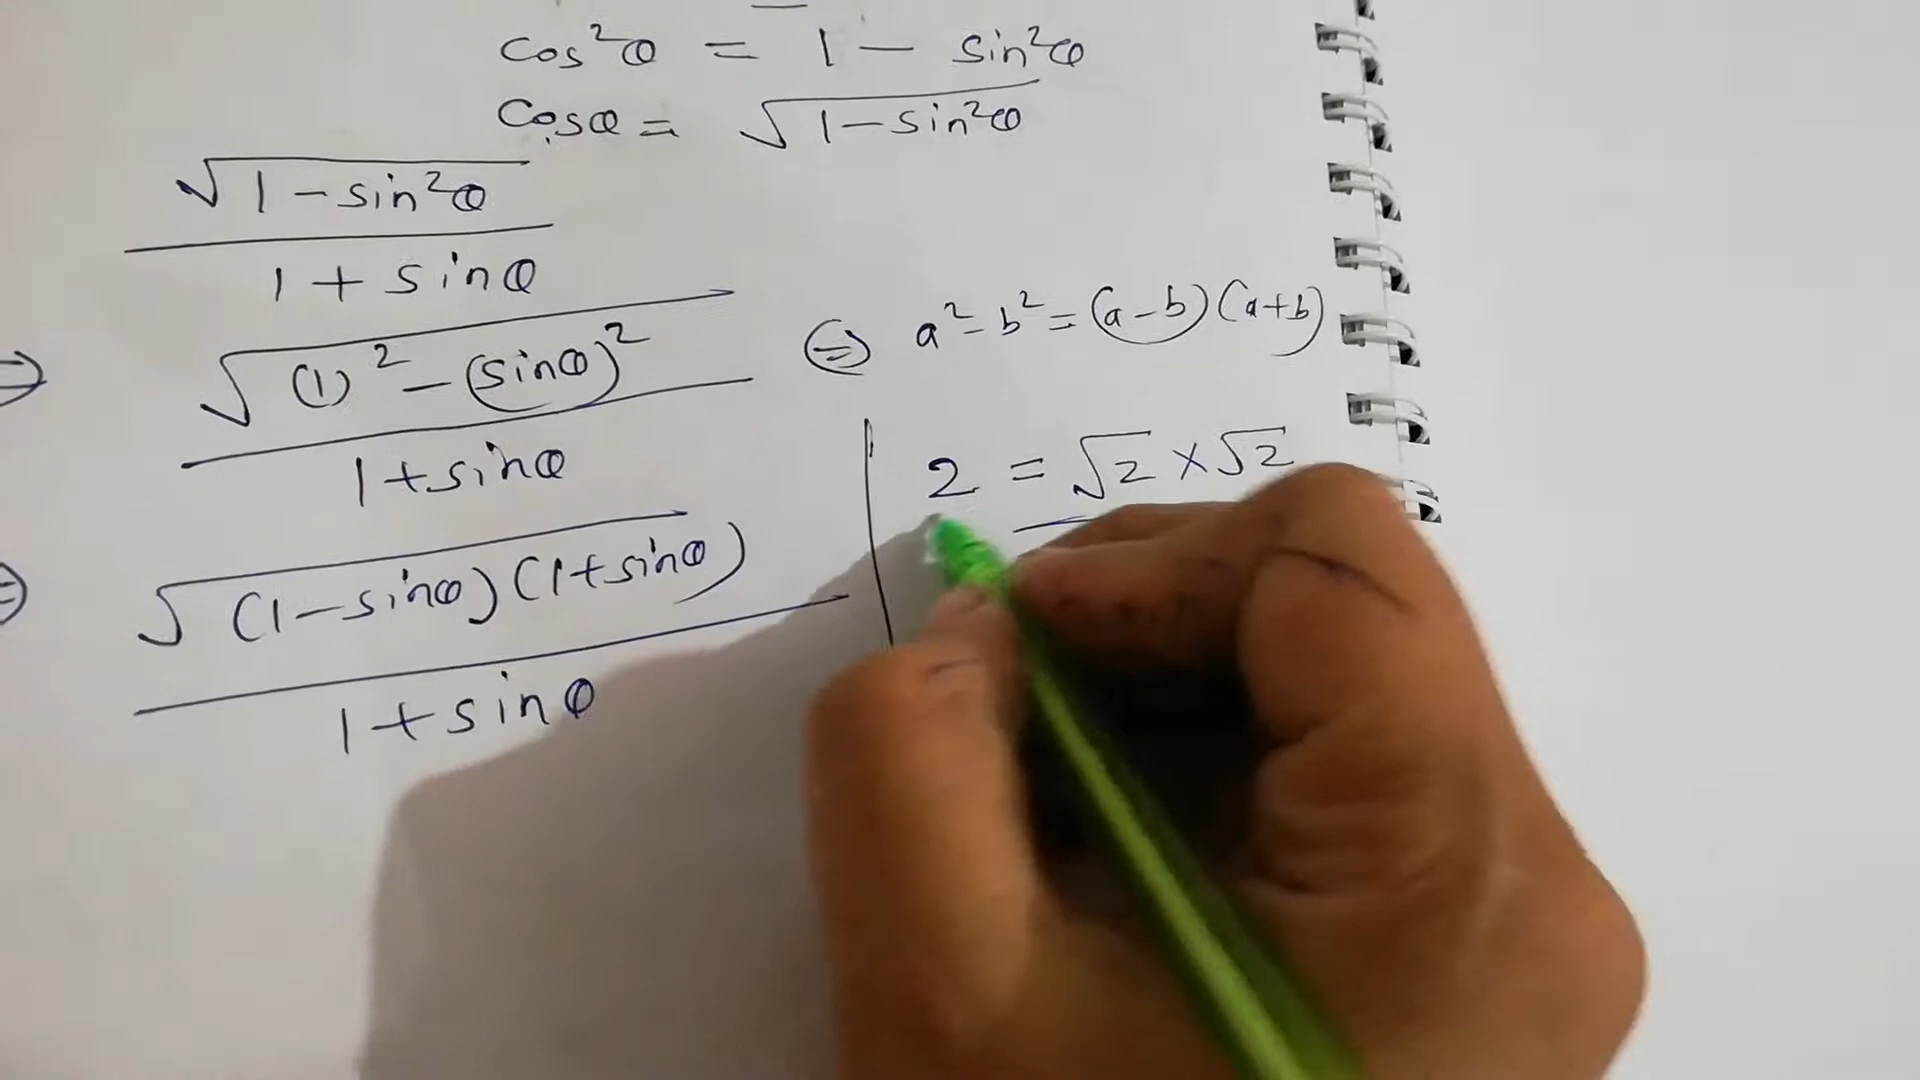 cos²θ = 1 − sin²θ
Cosθ = √1−sin²θ
√1−sin²θ
1 + sinθ
⇒ √(1)²−(sinθ)²
1+sinθ
⇒ a²−b² = (a−b)(a+b)
2 = √2 × √2
⇒ √(1−sinθ)(1+sinθ)
1+sinθ